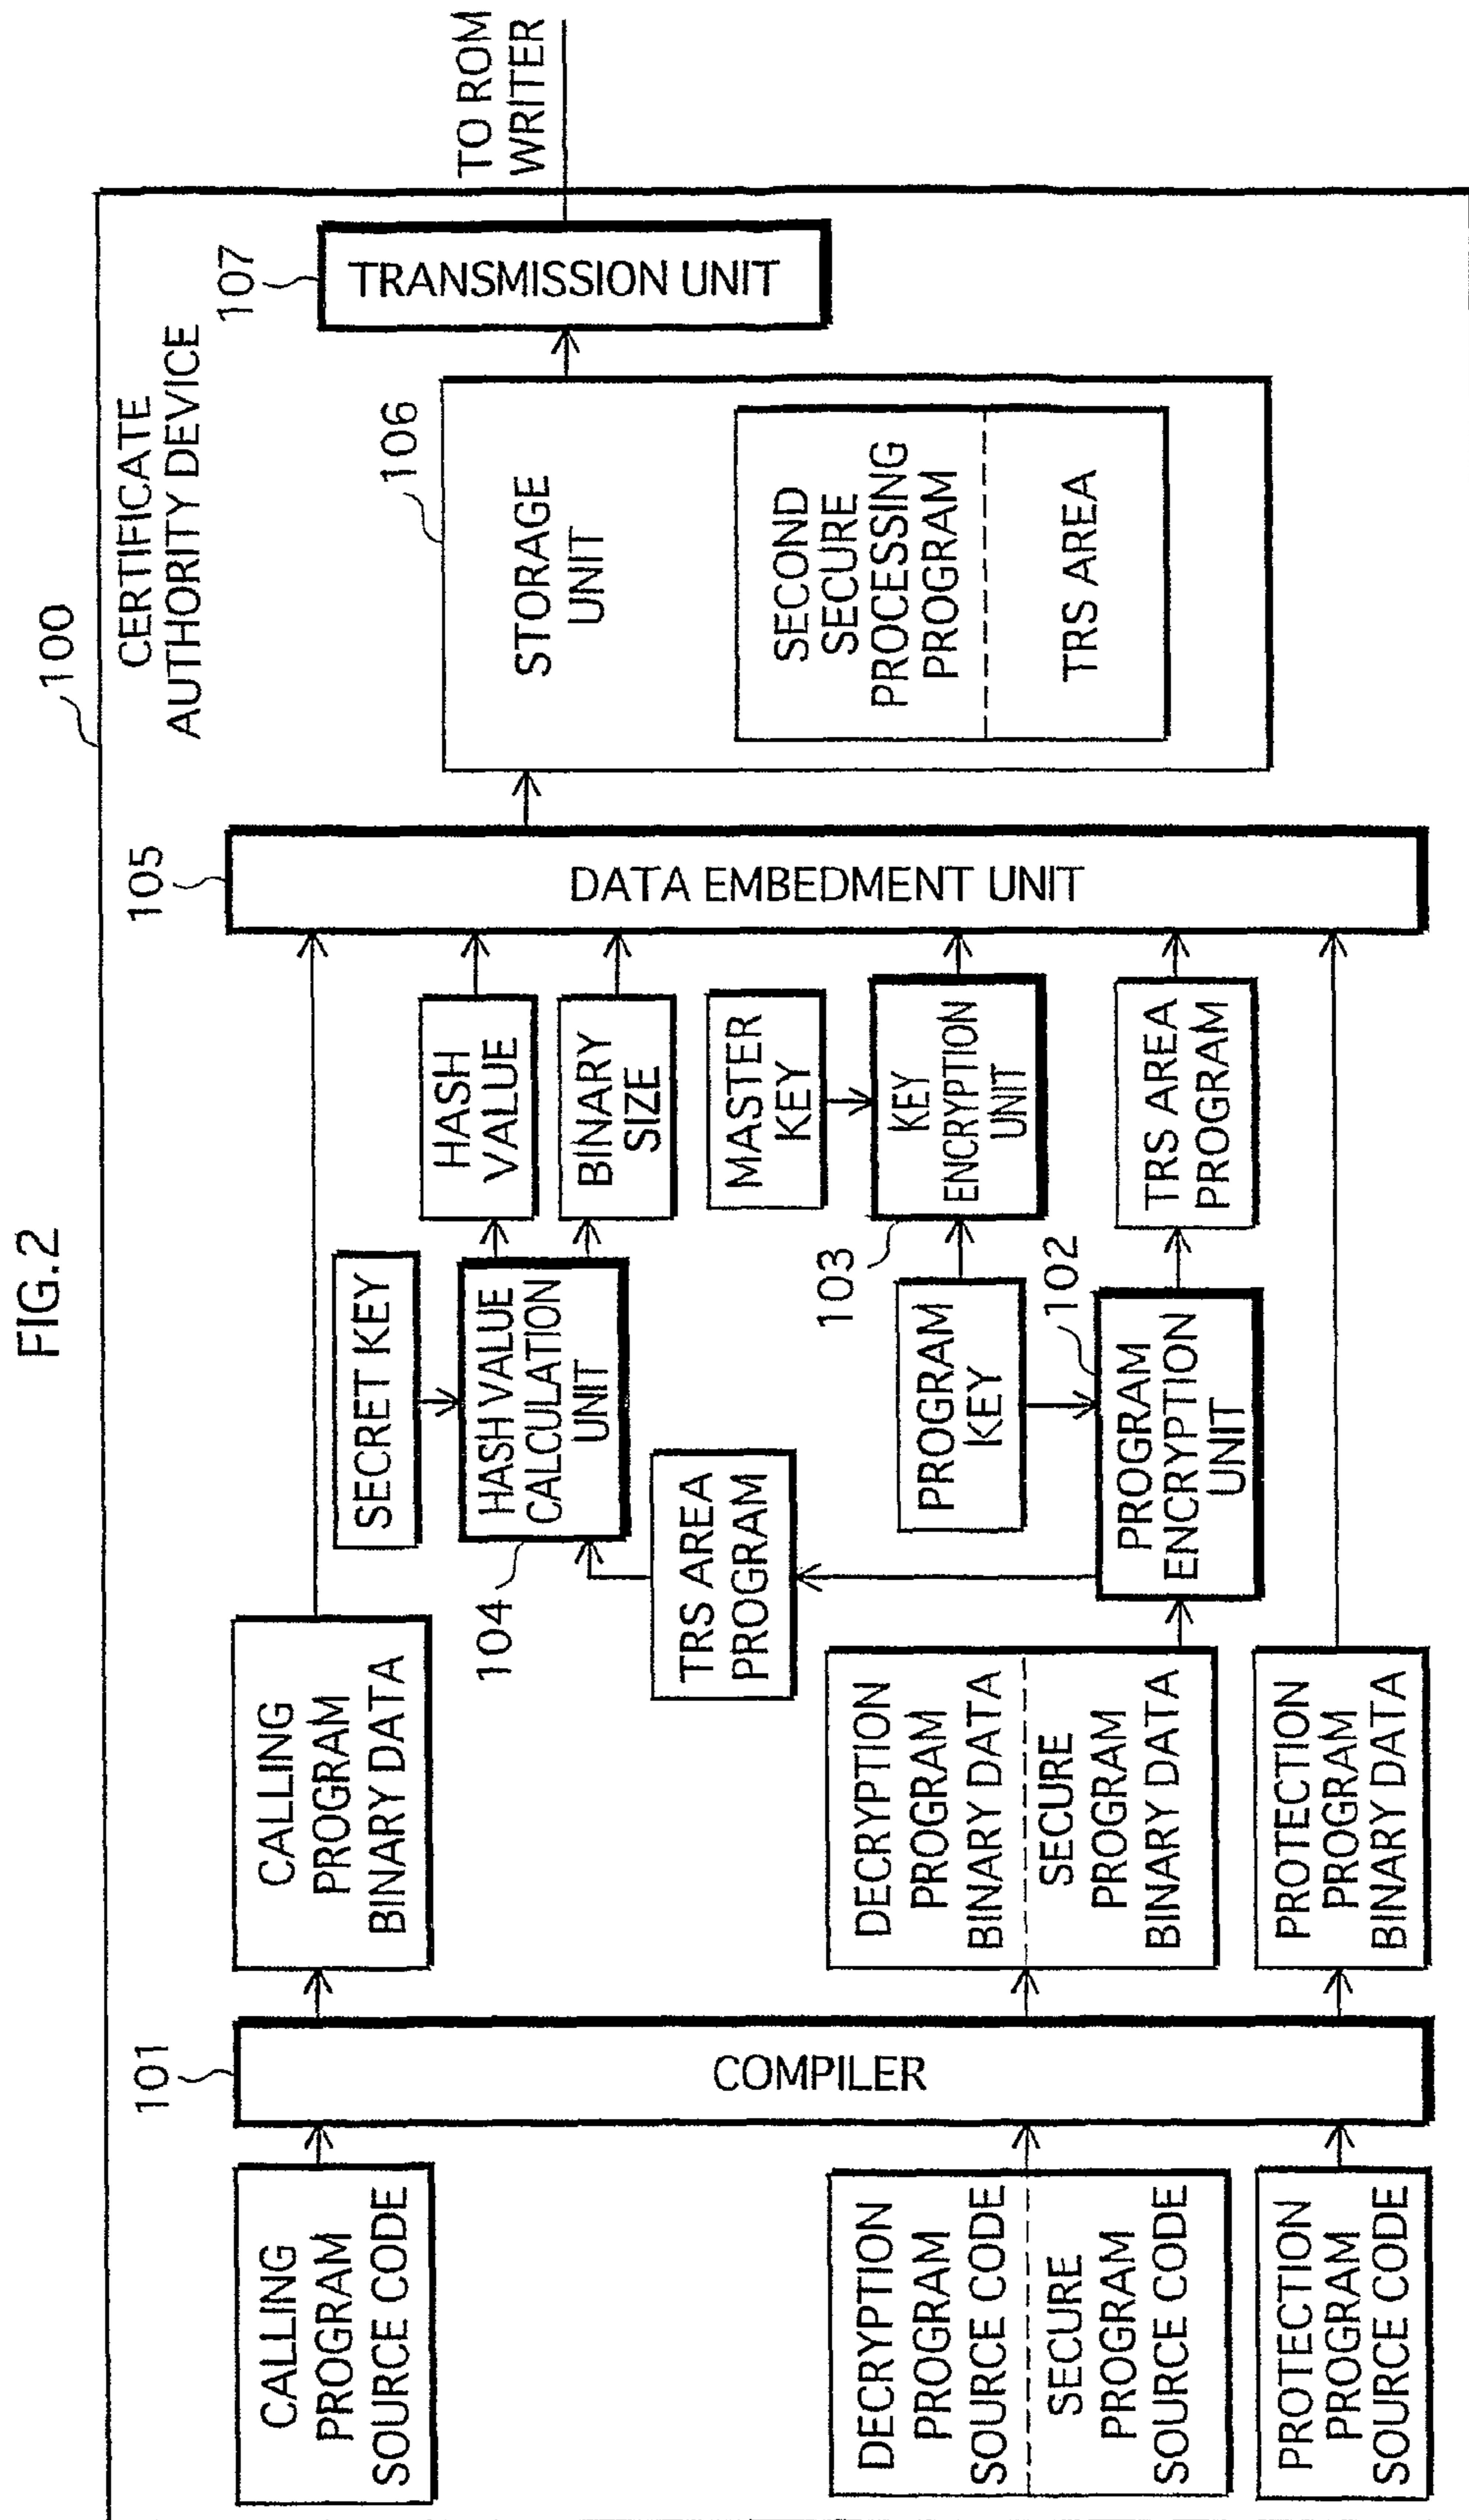 FIG.2
100
CERTIFICATE
AUTHORITY DEVICE
CALLING
PROGRAM
SOURCE CODE
DECRYPTION
PROGRAM
SOURCE CODE
SECURE
PROGRAM
SOURCE CODE
PROTECTION
PROGRAM
SOURCE CODE
101
COMPILER
CALLING
PROGRAM
BINARY DATA
DECRYPTION
PROGRAM
BINARY DATA
SECURE
PROGRAM
BINARY DATA
PROTECTION
PROGRAM
BINARY DATA
SECRET KEY
104
HASH VALUE
CALCULATION
UNIT
TRS AREA
PROGRAM
PROGRAM
KEY
102
PROGRAM
ENCRYPTION
UNIT
HASH
VALUE
BINARY
SIZE
MASTER
KEY
103
KEY
ENCRYPTION
UNIT
TRS AREA
PROGRAM
105
DATA EMBEDMENT UNIT
106
STORAGE
UNIT
SECOND
SECURE
PROCESSING
PROGRAM
TRS AREA
107
TRANSMISSION UNIT
TO ROM
WRITER